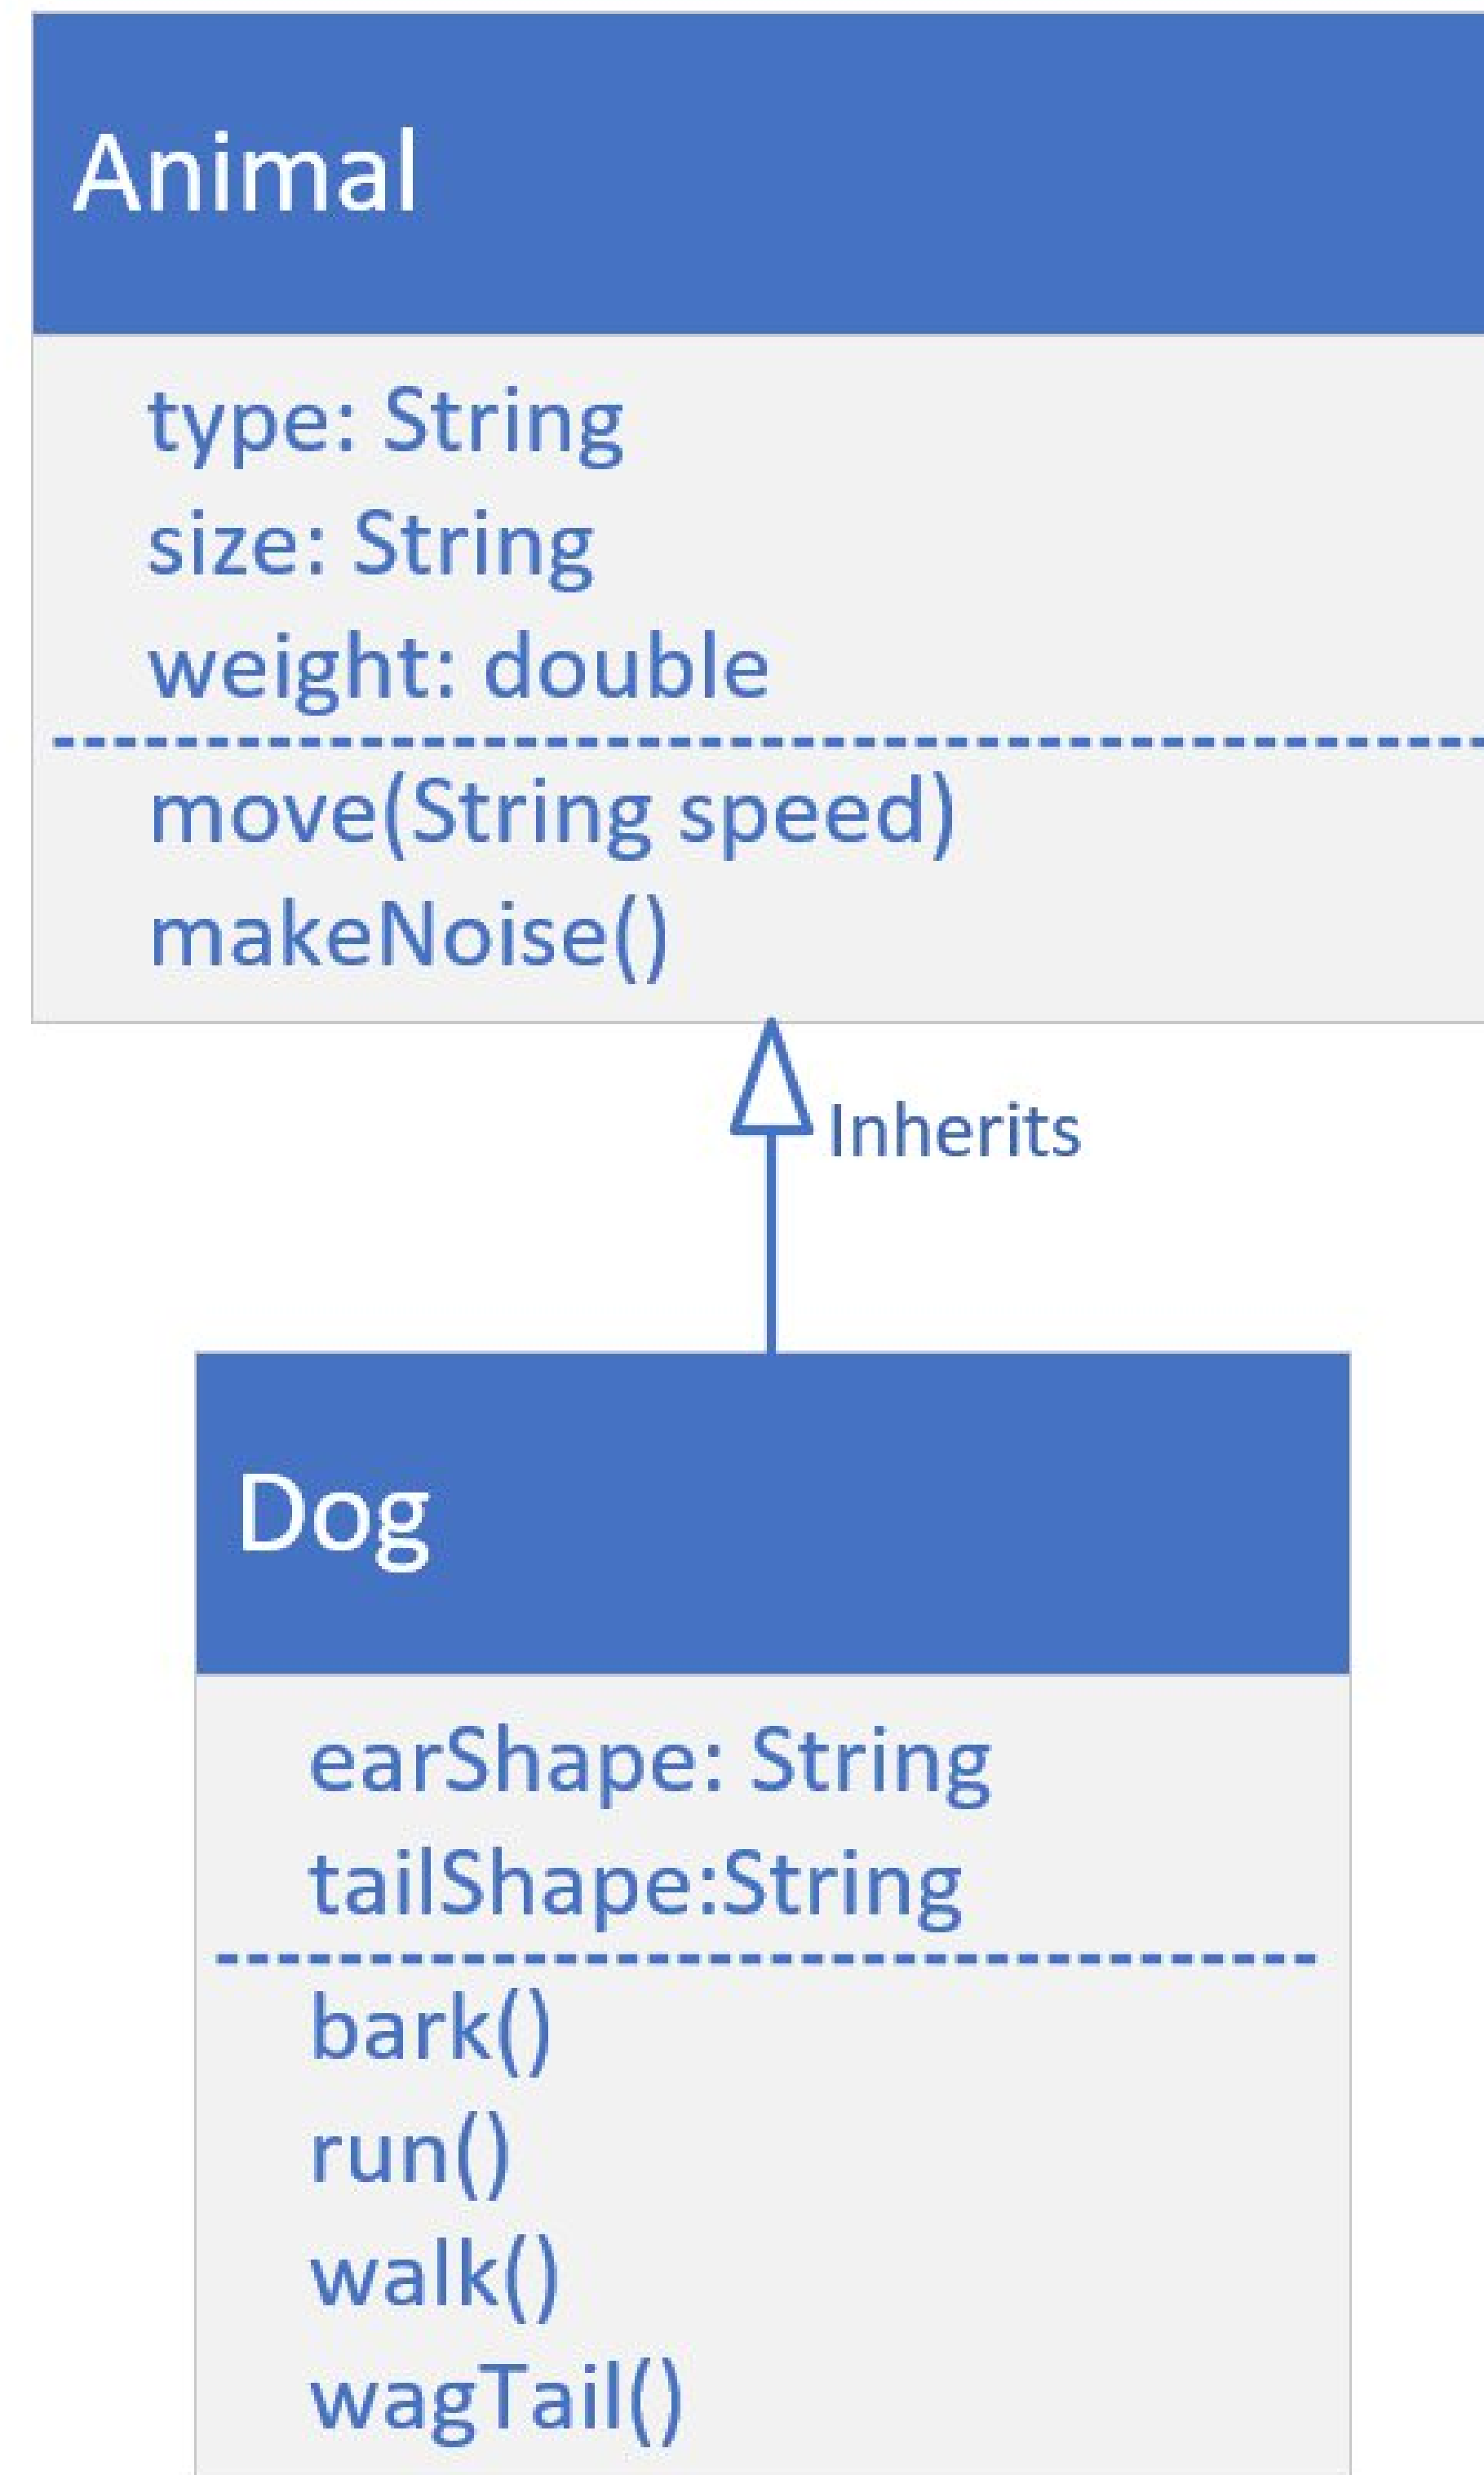 Animal
type: String
size: String
weight: double
move(String speed)
makeNoise()
Inherits
Dog
earShape: String
tailShape:String
bark()
run()
walk()
wagTail()